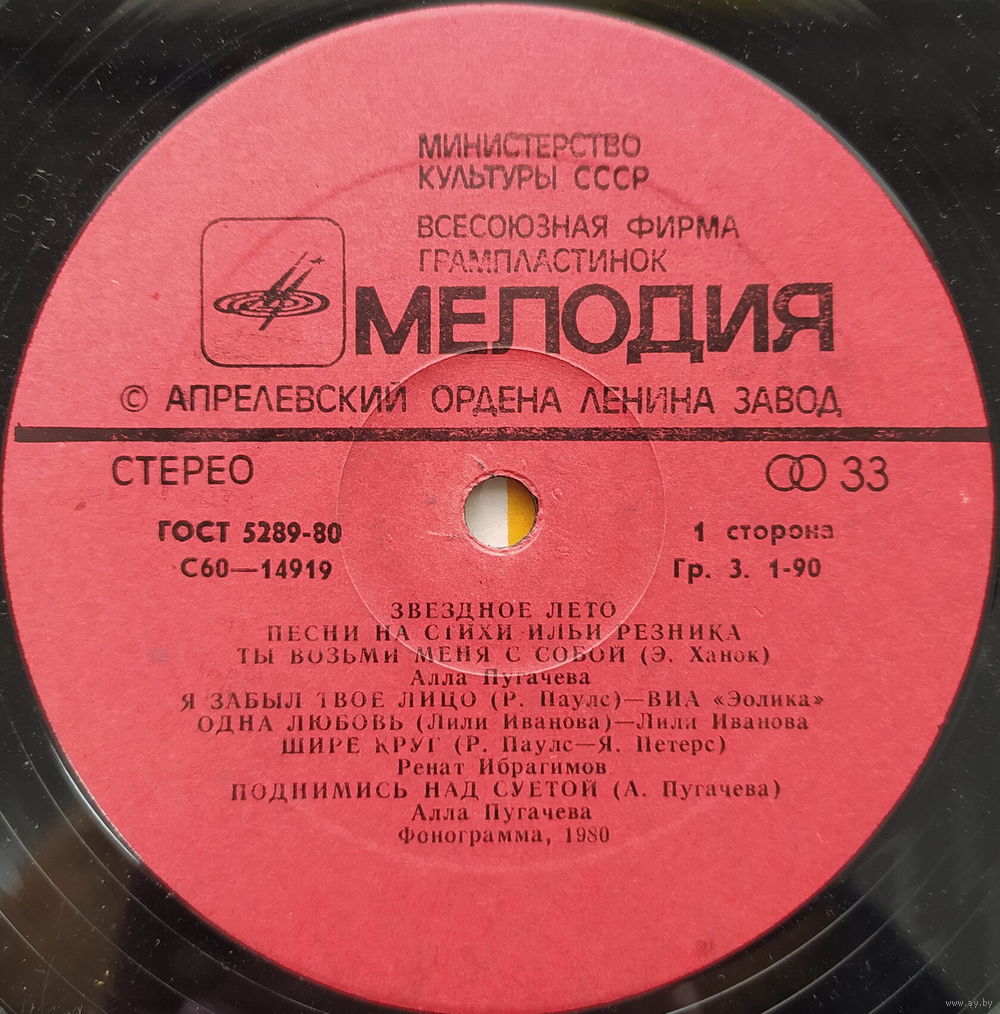 МИНИСТЕРСТВО
КУЛЬТУРЫ СССР
ВСЕСОЮЗНАЯ ФИРМА
ГРАМПЛАСТИНОК
МЕЛОДИЯ
© АПРЕЛЕВСКИЙ ОРДЕНА ЛЕНИНА ЗАВОД
СТЕРЕО 33
ГОСТ 5289-80 1 сторона
С60—14919 Гр. 3. 1-90
ЗВЕЗДНОЕ ЛЕТО
ПЕСНИ НА СТИХИ ИЛЬИ РЕЗНИКА
ТЫ ВОЗЬМИ МЕНЯ С СОБОЙ (Э. Ханок)
Алла Пугачева
Я ЗАБЫЛ ТВОЕ ЛИЦО (Р. Паулс)—ВИА «Эолика»
ОДНА ЛЮБОВЬ (Лили Иванова)—Лили Иванова
ШИРЕ КРУГ (Р. Паулс—Я. Петерс)
Ренат Ибрагимов
ПОДНИМИСЬ НАД СУЕТОЙ (А. Пугачева)
Алла Пугачева
Фонограмма, 1980
www.ay.by